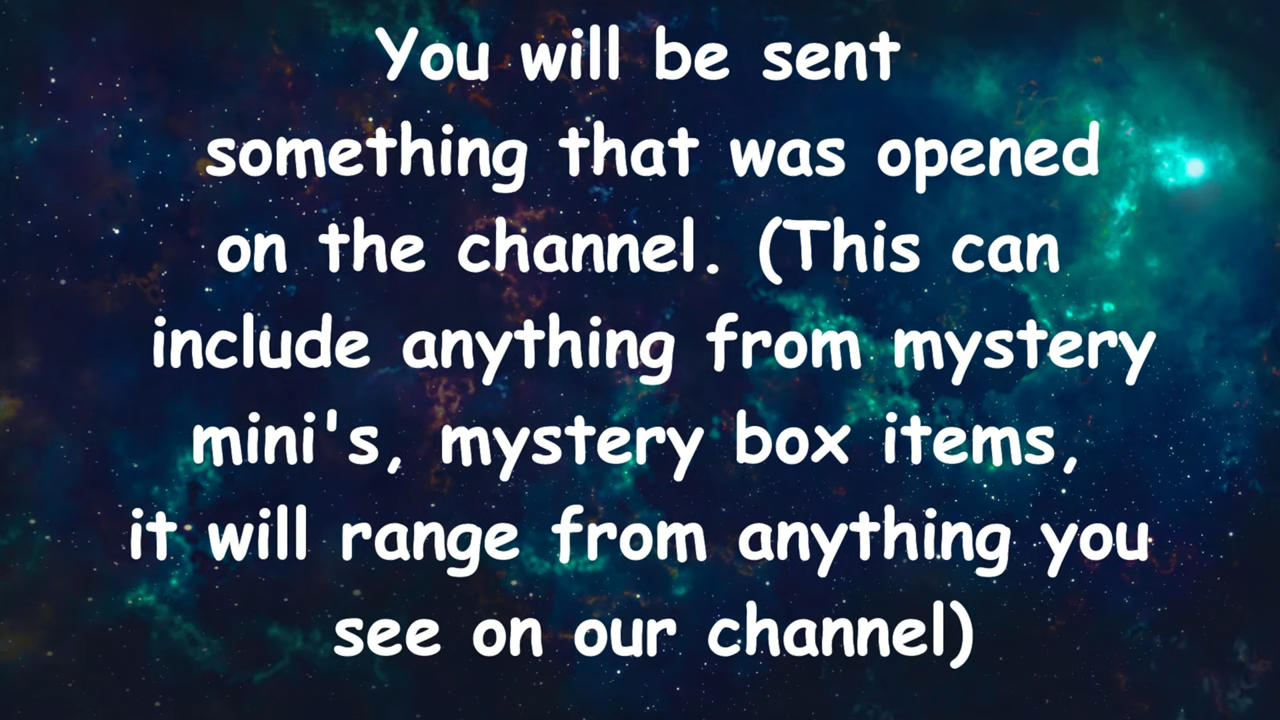 You will be sent
something that was opened
on the channel. (This can
include anything from mystery
mini's, mystery box items,
it will range from anything you
see on our channel)